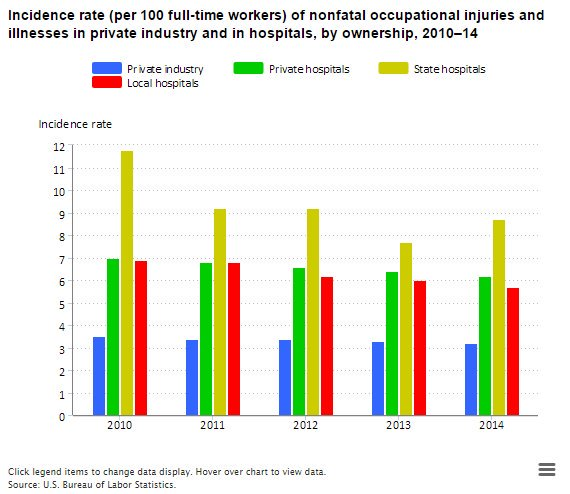 Incidence rate (per 100 full-time workers) of nonfatal occupational injuries and
illnesses in private industry and in hospitals, by ownership, 2010–14
Private industry
Private hospitals
State hospitals
Local hospitals
Incidence rate
12
11
10
9
8
7
6
5
4
3
2
1
0
2010
2011
2012
2013
2014
Click legend items to change data display. Hover over chart to view data.
Source: U.S. Bureau of Labor Statistics.